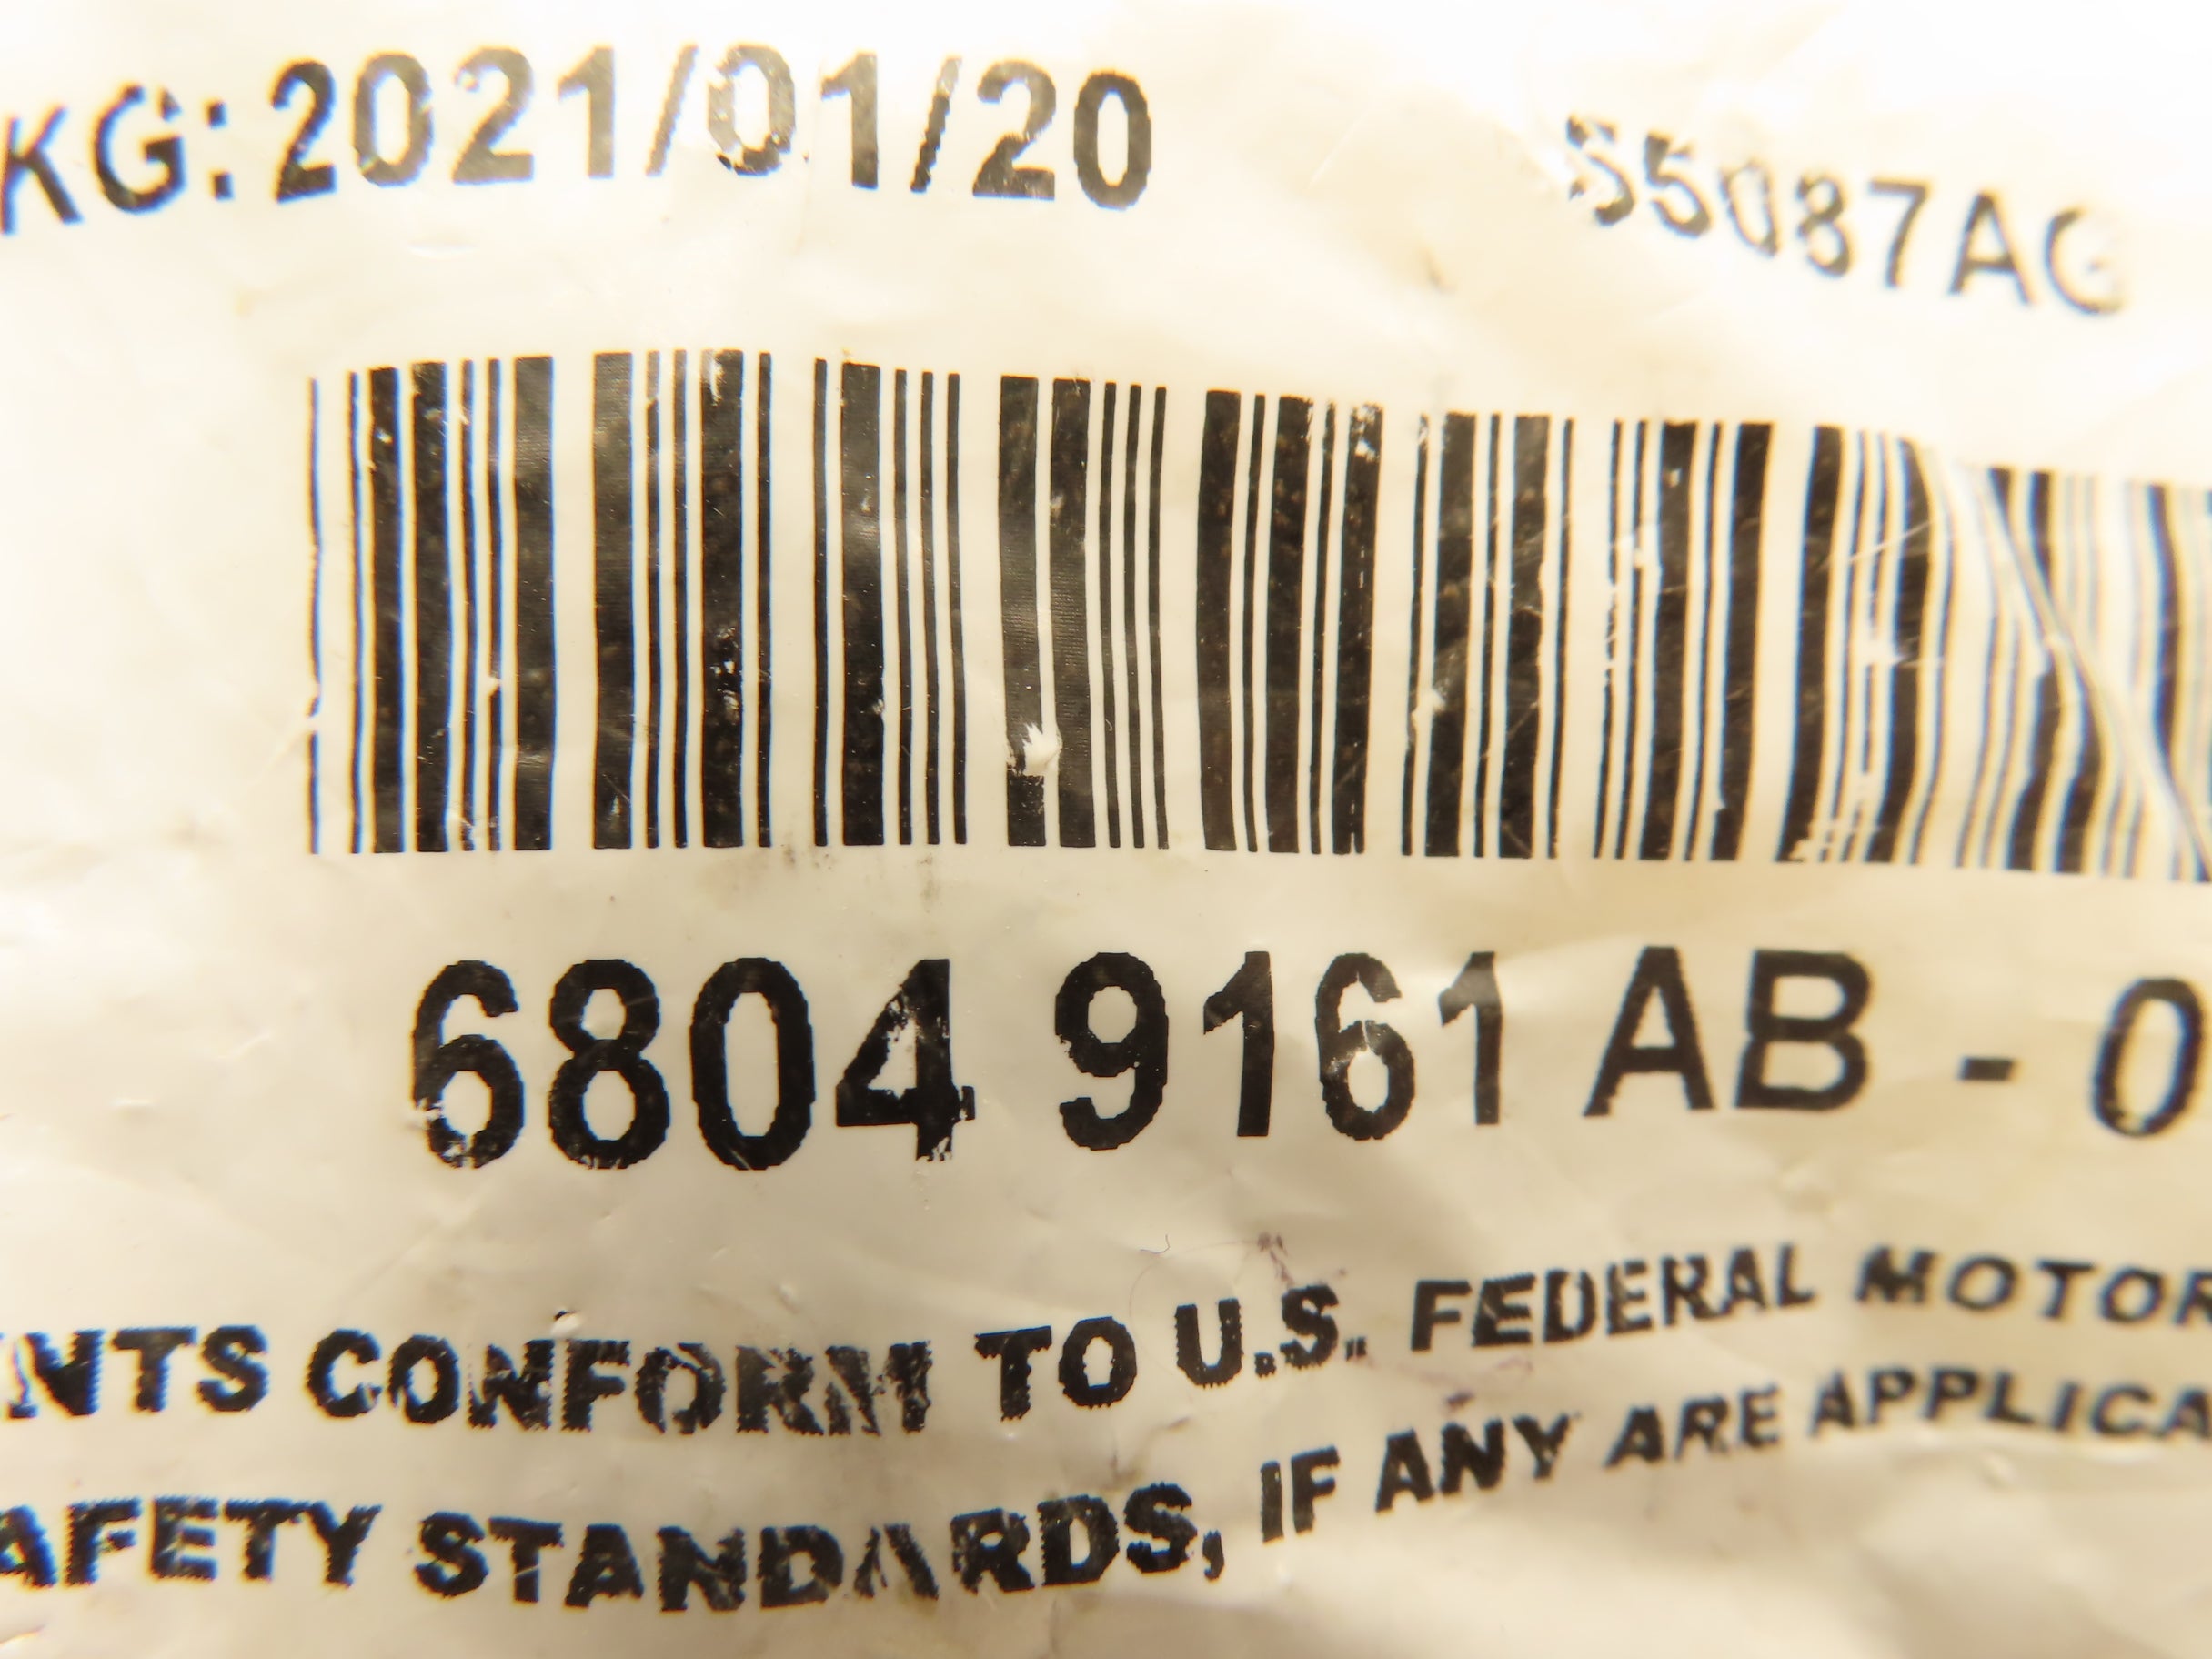 KG: 2021/01/20 55087AG
6804 9161 AB - 0
NTS CONFORM TO U.S. FEDERAL MOTOR
AFETY STANDARDS, IF ANY ARE APPLICA